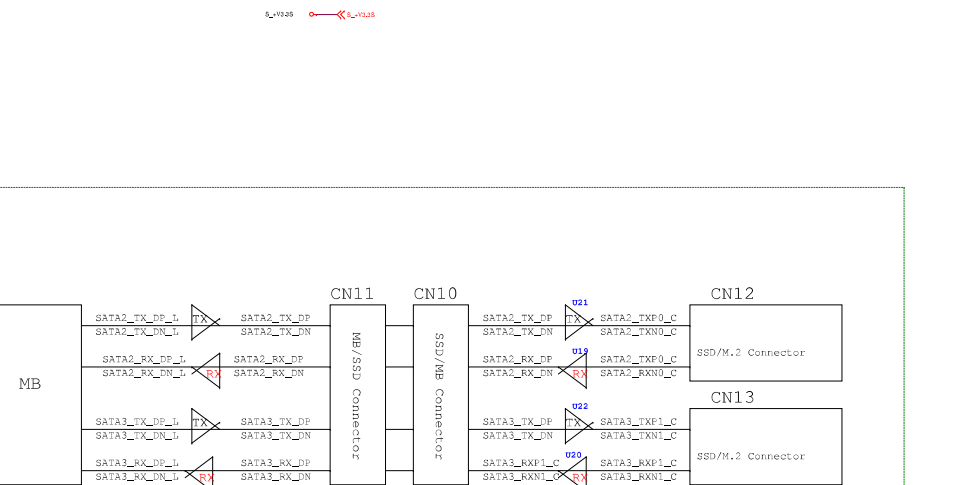 S_+V3.3S S_+V3.3S
CN11 CN10 CN12
U21
SATA2_TX_DP_L TX SATA2_TX_DP SATA2_TX_DP TX SATA2_TXP0_C
SATA2_TX_DN_L SATA2_TX_DN SATA2_TX_DN SATA2_TXN0_C
MB/SSD Connector
SSD/MB Connector
U19
SSD/M.2 Connector
SATA2_RX_DP_L SATA2_RX_DP SATA2_RX_DP SATA2_TXP0_C
SATA2_RX_DN_L RX SATA2_RX_DN SATA2_RX_DN RX SATA2_RXN0_C
MB
CN13
U22
SATA3_TX_DP_L TX SATA3_TX_DP SATA3_TX_DP TX SATA3_TXP1_C
SATA3_TX_DN_L SATA3_TX_DN SATA3_TX_DN SATA3_TXN1_C
U20
SSD/M.2 Connector
SATA3_RX_DP_L SATA3_RX_DP SATA3_RXP1_C SATA3_RXP1_C
SATA3_RX_DN_L RX SATA3_RX_DN SATA3_RXN1_C RX SATA3_RXN1_C